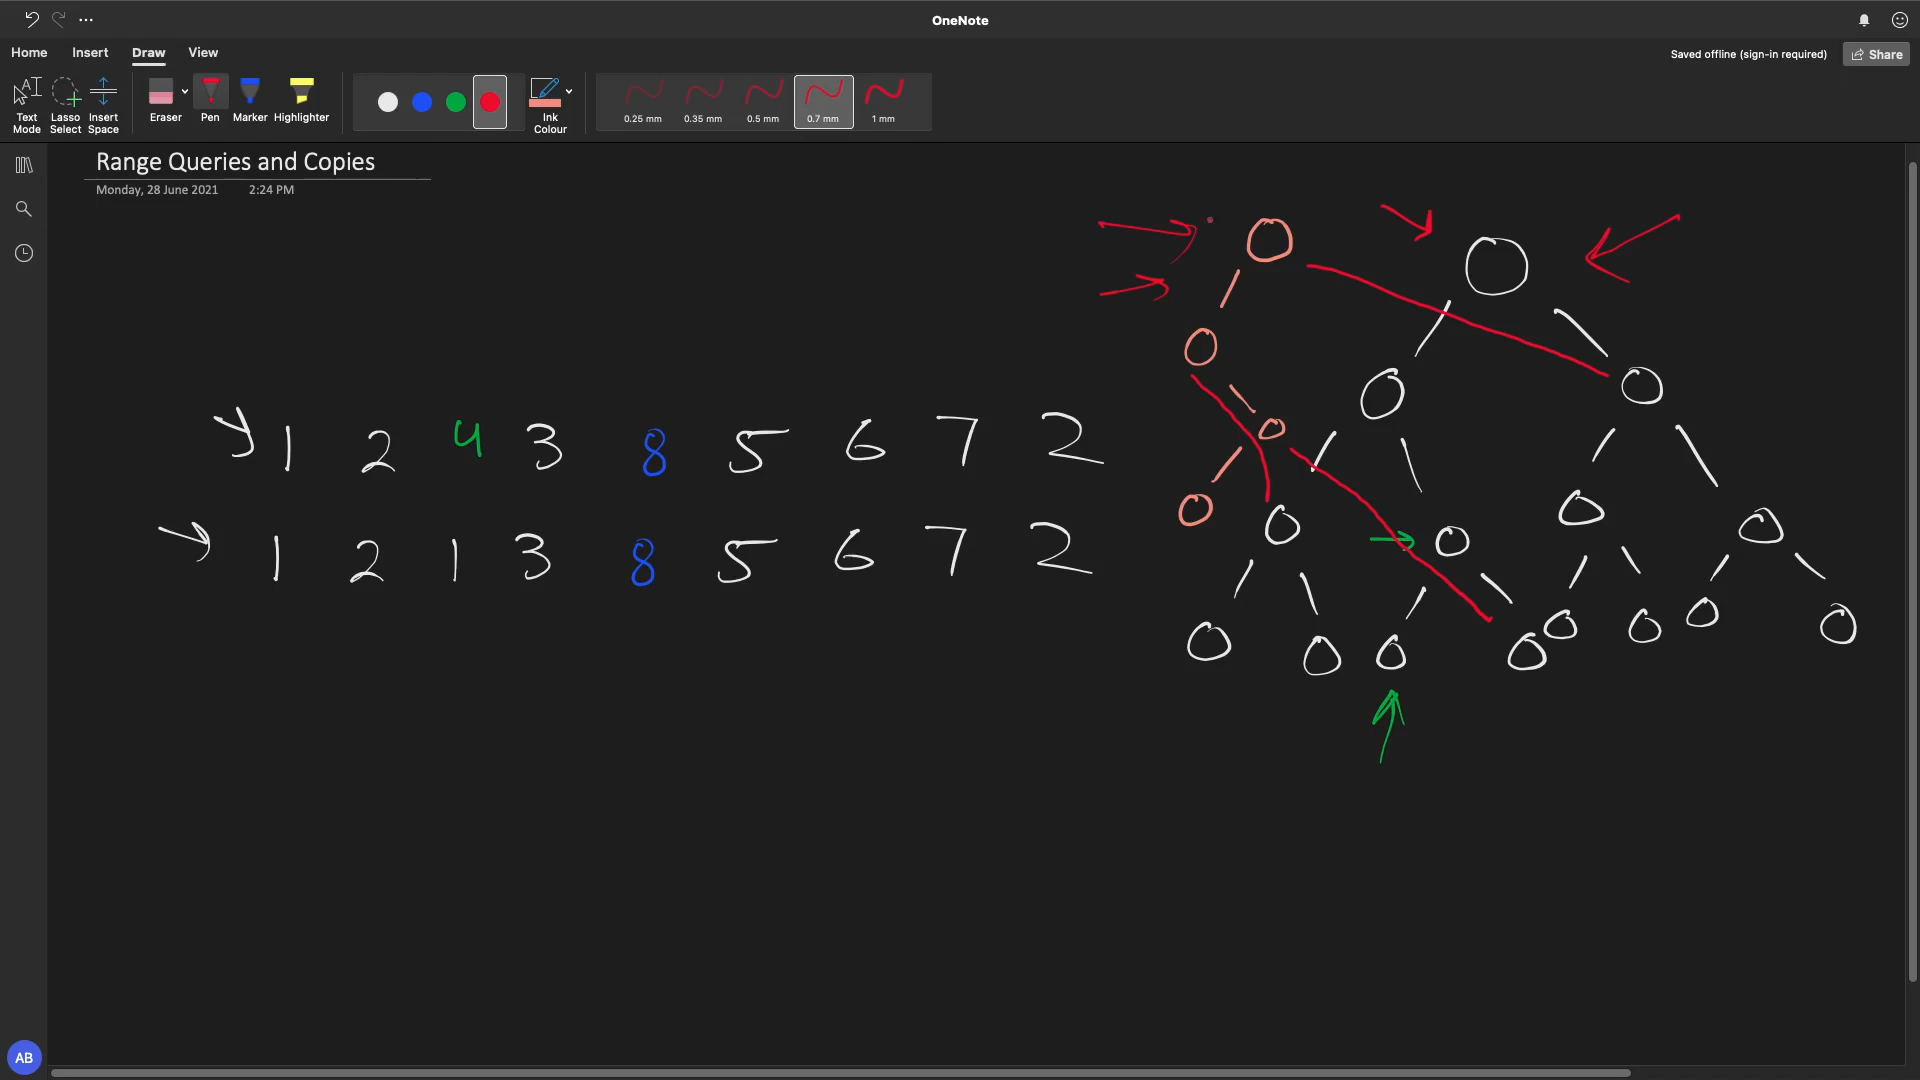 OneNote
Home Insert Draw View
Saved offline (sign-in required) Share
Text Mode
Lasso Select
Insert Space
Eraser
Pen
Marker
Highlighter
Ink Colour
0.25 mm 0.35 mm 0.5 mm 0.7 mm 1 mm
Range Queries and Copies
Monday, 28 June 2021 2:24 PM
1 2 4 3 8 5 6 7 2
1 2 1 3 8 5 6 7 2
AB